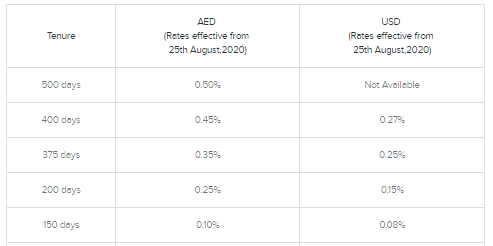 Tenure
AED
(Rates effective from
25th August,2020)
USD
(Rates effective from
25th August,2020)
500 days
0.50%
Not Available
400 days
0.45%
0.27%
375 days
0.35%
0.25%
200 days
0.25%
0.15%
150 days
0.10%
0.08%